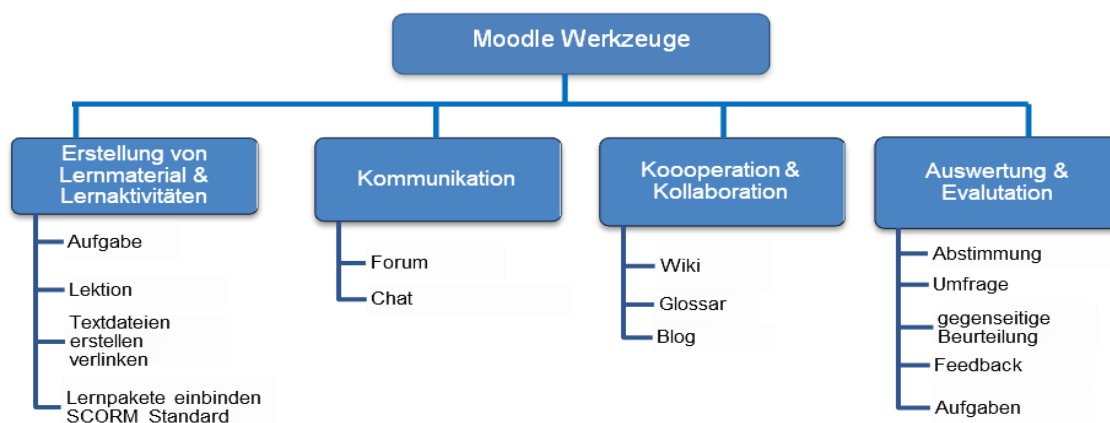 Moodle Werkzeuge
Erstellung von
Lernmaterial &
Lernaktivitäten
Aufgabe
Lektion
Textdateien
erstellen
verlinken
Lernpakete einbinden
SCORM Standard
Kommunikation
Forum
Chat
Koooperation &
Kollaboration
Wiki
Glossar
Blog
Auswertung &
Evalutation
Abstimmung
Umfrage
gegenseitige
Beurteilung
Feedback
Aufgaben